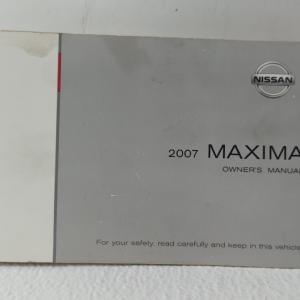 NISSAN
2007 MAXIMA
OWNER'S MANUAL
For your safety, read carefully and keep in this vehicle